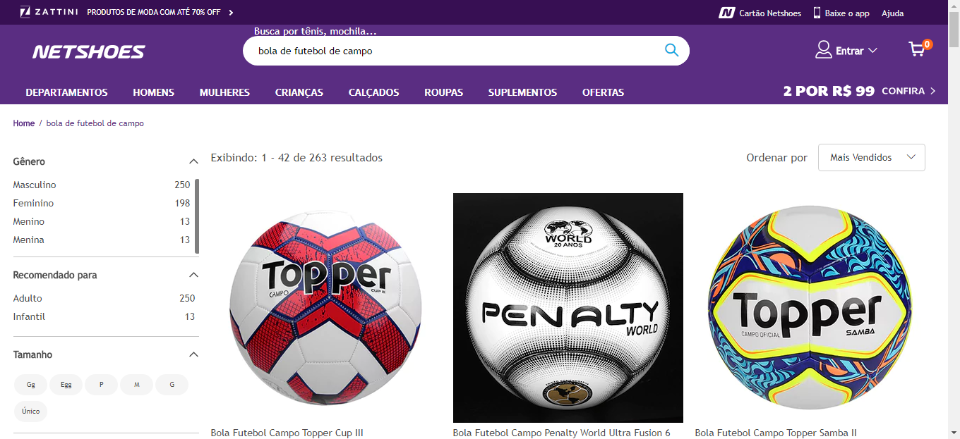 ZATTINI PRODUTOS DE MODA COM ATÉ 70% OFF
Cartão Netshoes Baixe o app Ajuda
NETSHOES
Busca por tênis, mochila...
bola de futebol de campo
Entrar
0
DEPARTAMENTOS HOMENS MULHERES CRIANÇAS CALÇADOS ROUPAS SUPLEMENTOS OFERTAS
2 POR R$ 99 CONFIRA
Home / bola de futebol de campo
Gênero
Masculino 250
Feminino 198
Menino 13
Menina 13
Recomendado para
Adulto 250
Infantil 13
Tamanho
Gg Egg P M G
Único
Exibindo: 1 - 42 de 263 resultados
Ordenar por Mais Vendidos
Topper
CAMPO CUP III
WORLD
20 ANOS
PENALTY
WORLD
Topper
CAMPO OFICIAL SAMBA
Bola Futebol Campo Topper Cup III
Bola Futebol Campo Penalty World Ultra Fusion 6
Bola Futebol Campo Topper Samba II